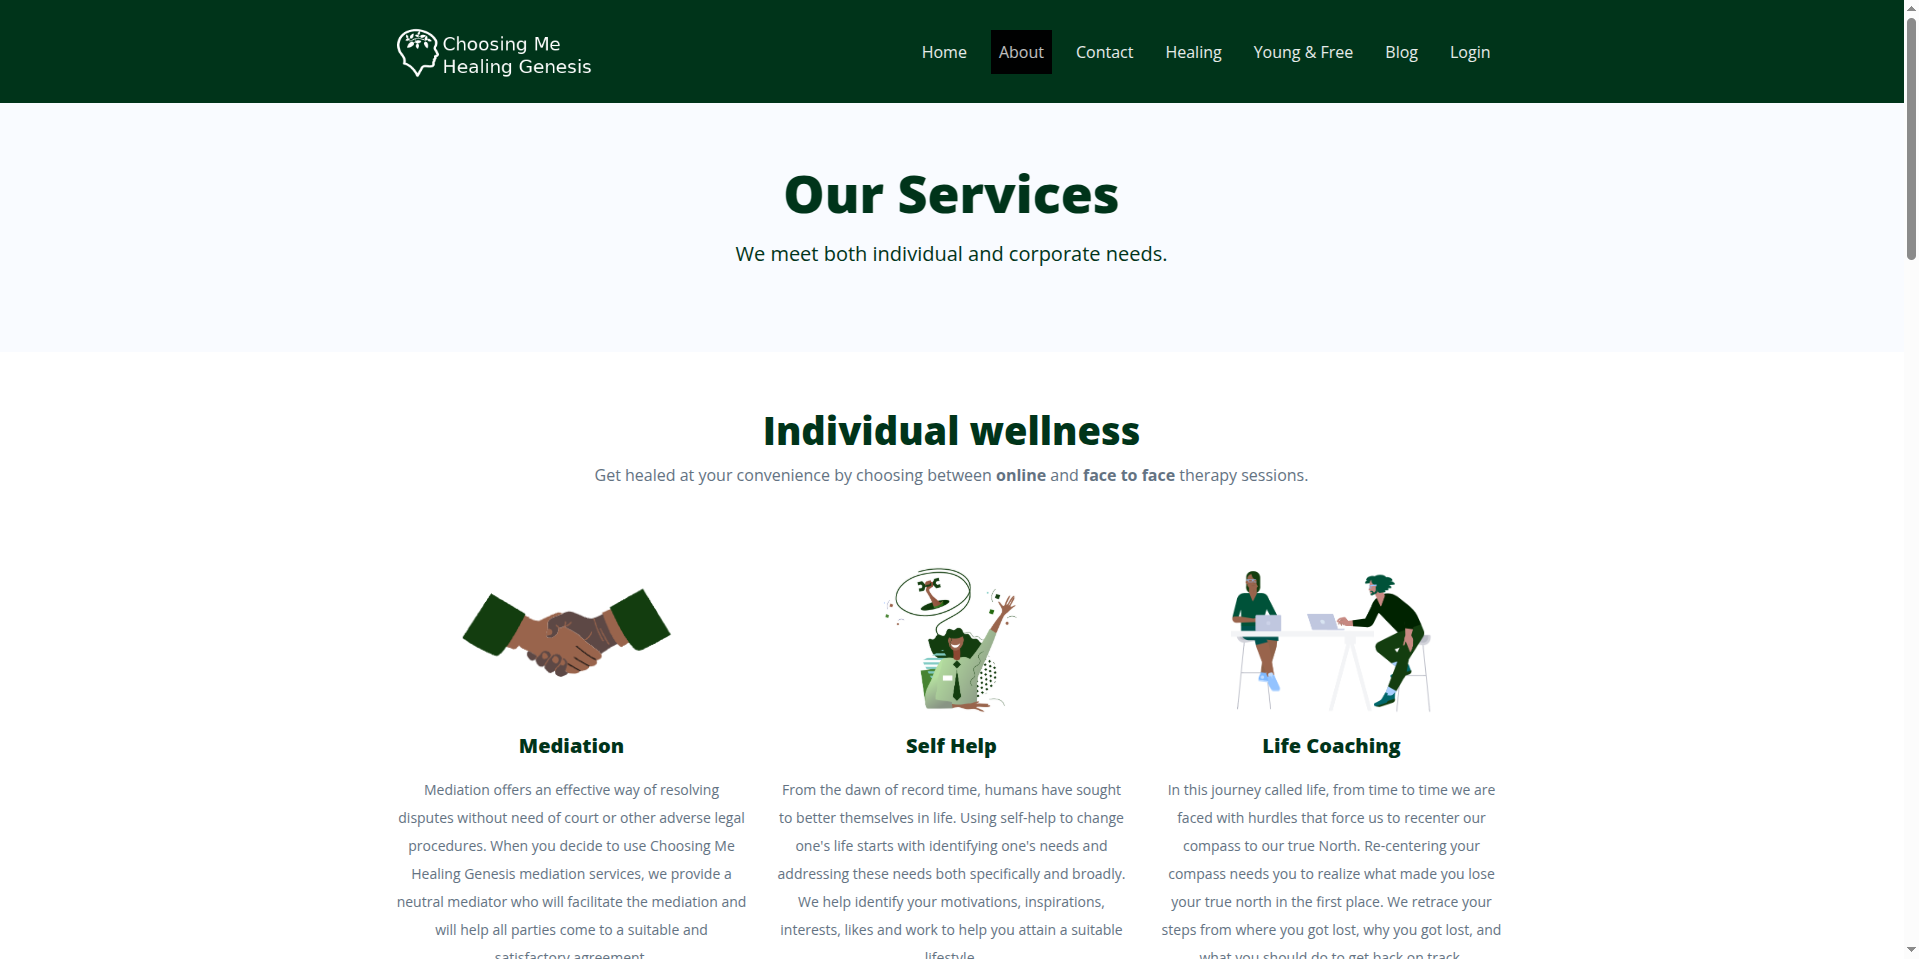 Choosing Me
Healing Genesis
Home About Contact Healing Young & Free Blog Login
Our Services
We meet both individual and corporate needs.
Individual wellness
Get healed at your convenience by choosing between online and face to face therapy sessions.
Mediation
Mediation offers an effective way of resolving
disputes without need of court or other adverse legal
procedures. When you decide to use Choosing Me
Healing Genesis mediation services, we provide a
neutral mediator who will facilitate the mediation and
will help all parties come to a suitable and
satisfactory agreement
Self Help
From the dawn of record time, humans have sought
to better themselves in life. Using self-help to change
one's life starts with identifying one's needs and
addressing these needs both specifically and broadly.
We help identify your motivations, inspirations,
interests, likes and work to help you attain a suitable
lifestyle
Life Coaching
In this journey called life, from time to time we are
faced with hurdles that force us to recenter our
compass to our true North. Re-centering your
compass needs you to realize what made you lose
your true north in the first place. We retrace your
steps from where you got lost, why you got lost, and
what you should do to get back on track